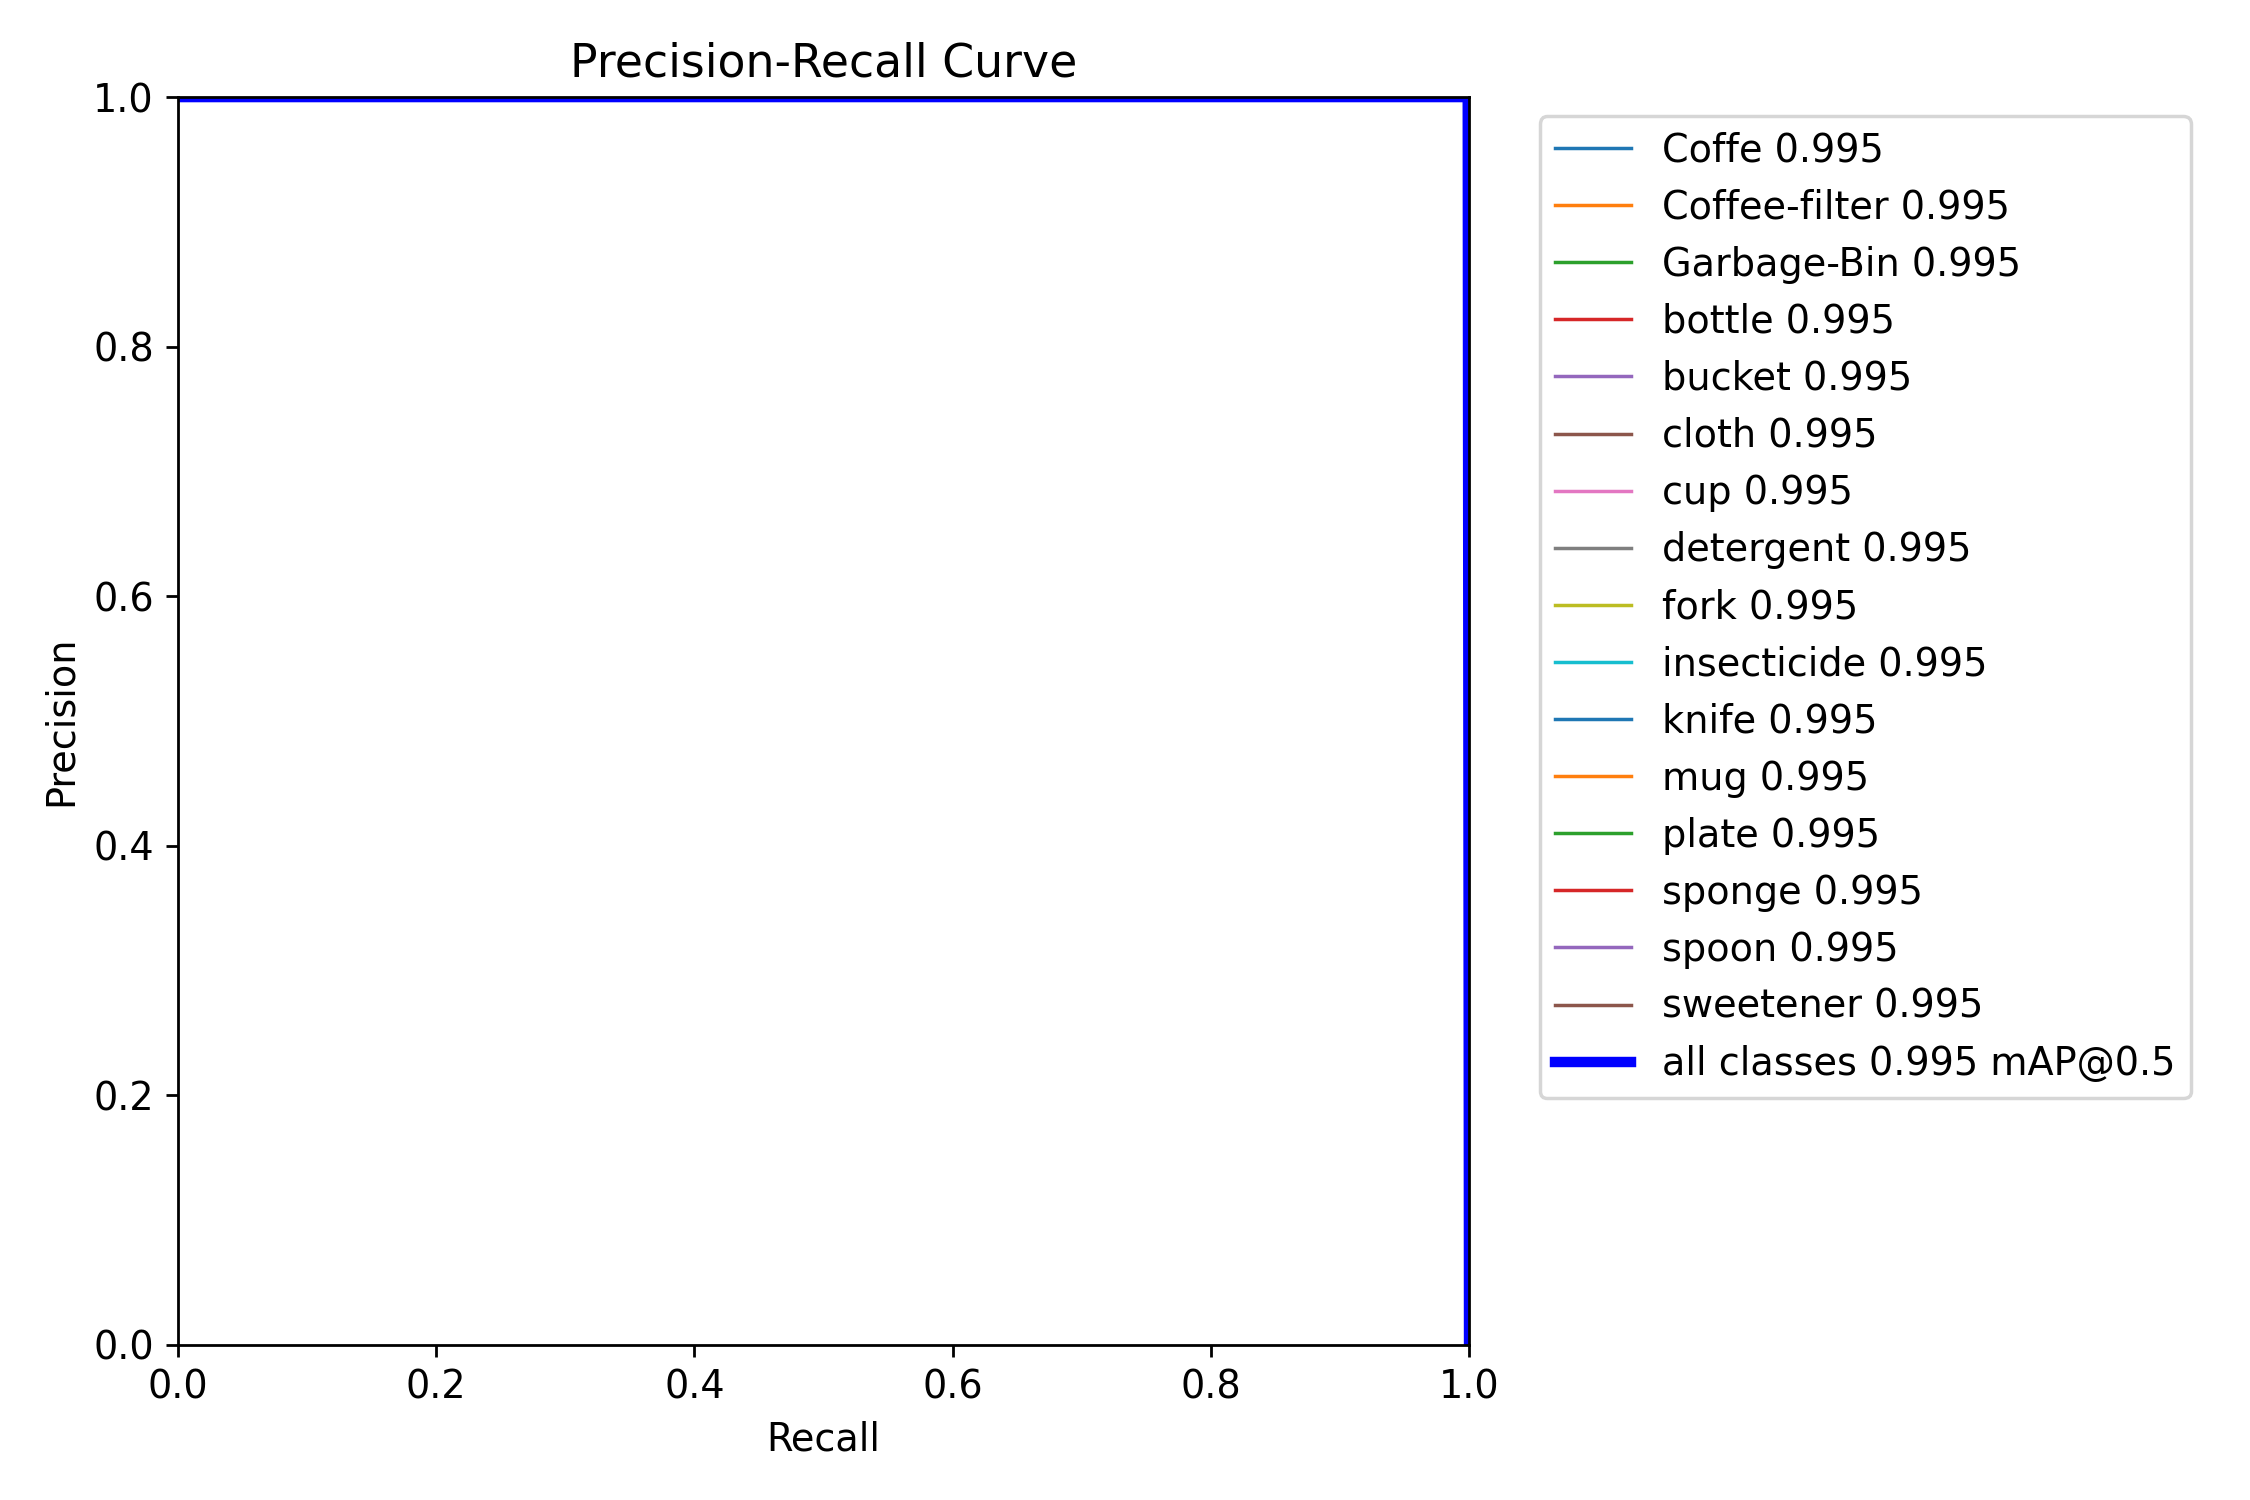 Precision-Recall Curve
1.0
0.8
0.6
0.4
0.2
0.0
Precision
0.0 0.2 0.4 0.6 0.8 1.0
Recall
Coffe 0.995
Coffee-filter 0.995
Garbage-Bin 0.995
bottle 0.995
bucket 0.995
cloth 0.995
cup 0.995
detergent 0.995
fork 0.995
insecticide 0.995
knife 0.995
mug 0.995
plate 0.995
sponge 0.995
spoon 0.995
sweetener 0.995
all classes 0.995 mAP@0.5